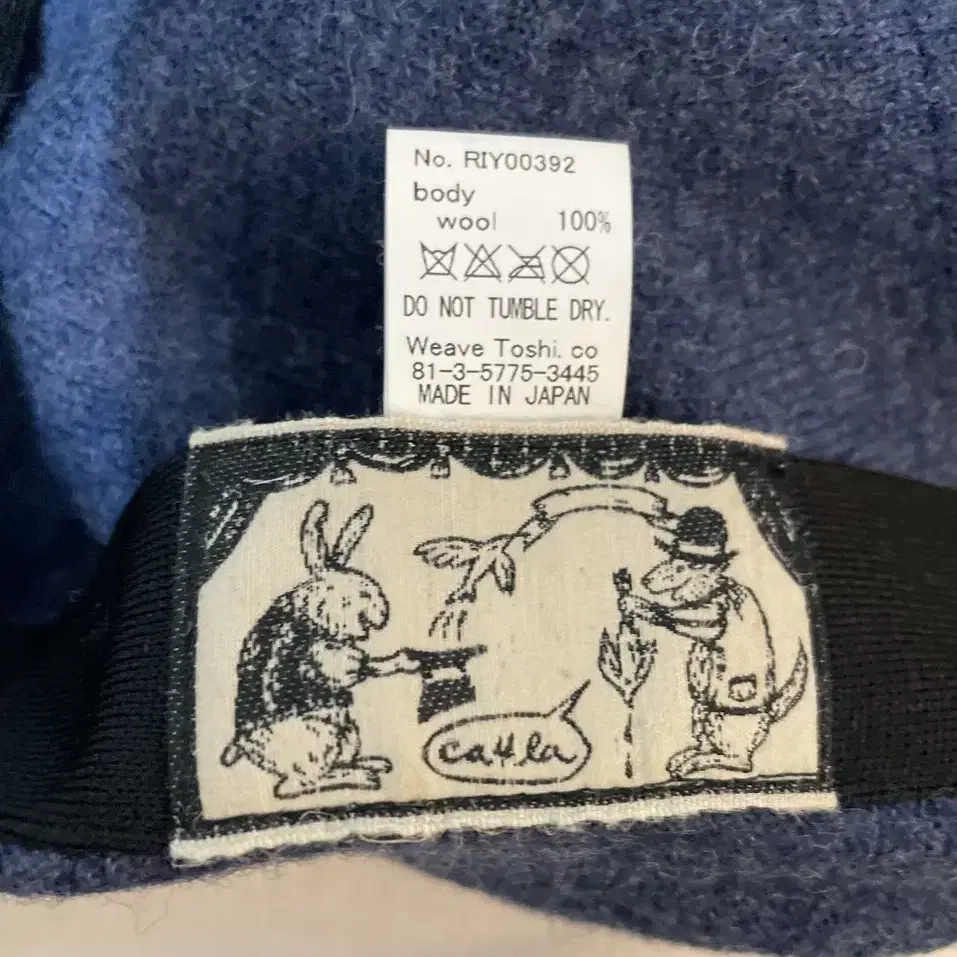 No. RIY00392
body
wool 100%
DO NOT TUMBLE DRY.
Weave Toshi. co
81-3-5775-3445
MADE IN JAPAN
ca4la